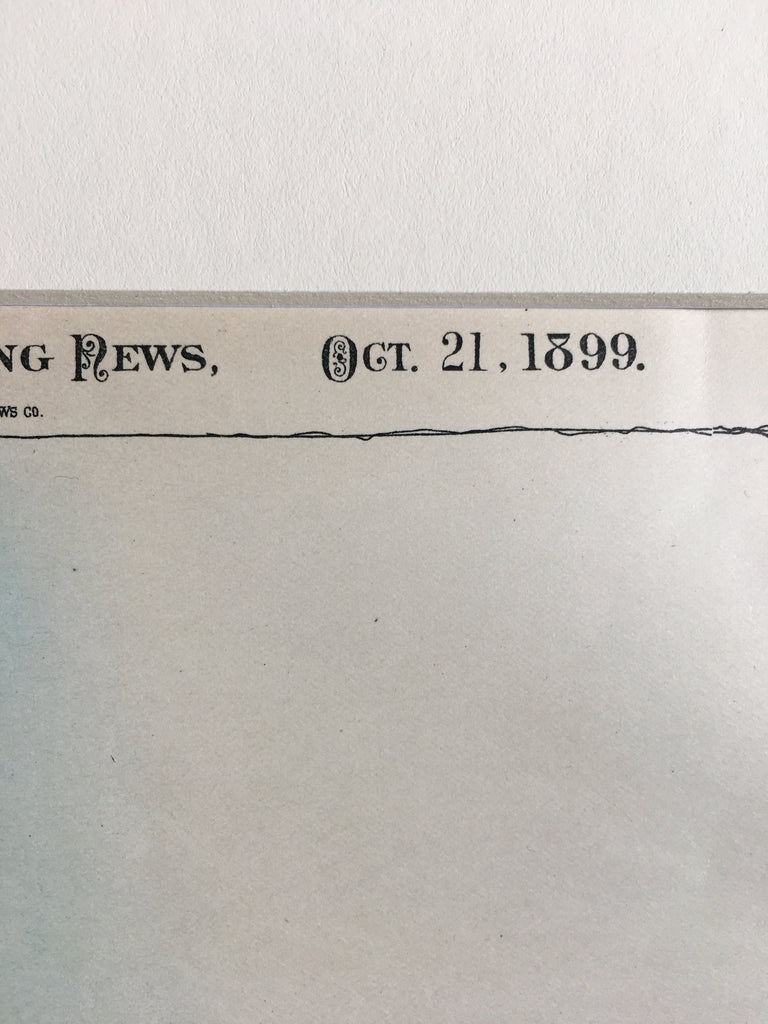 NG NEWS, OCT. 21, 1899.
WS CO.